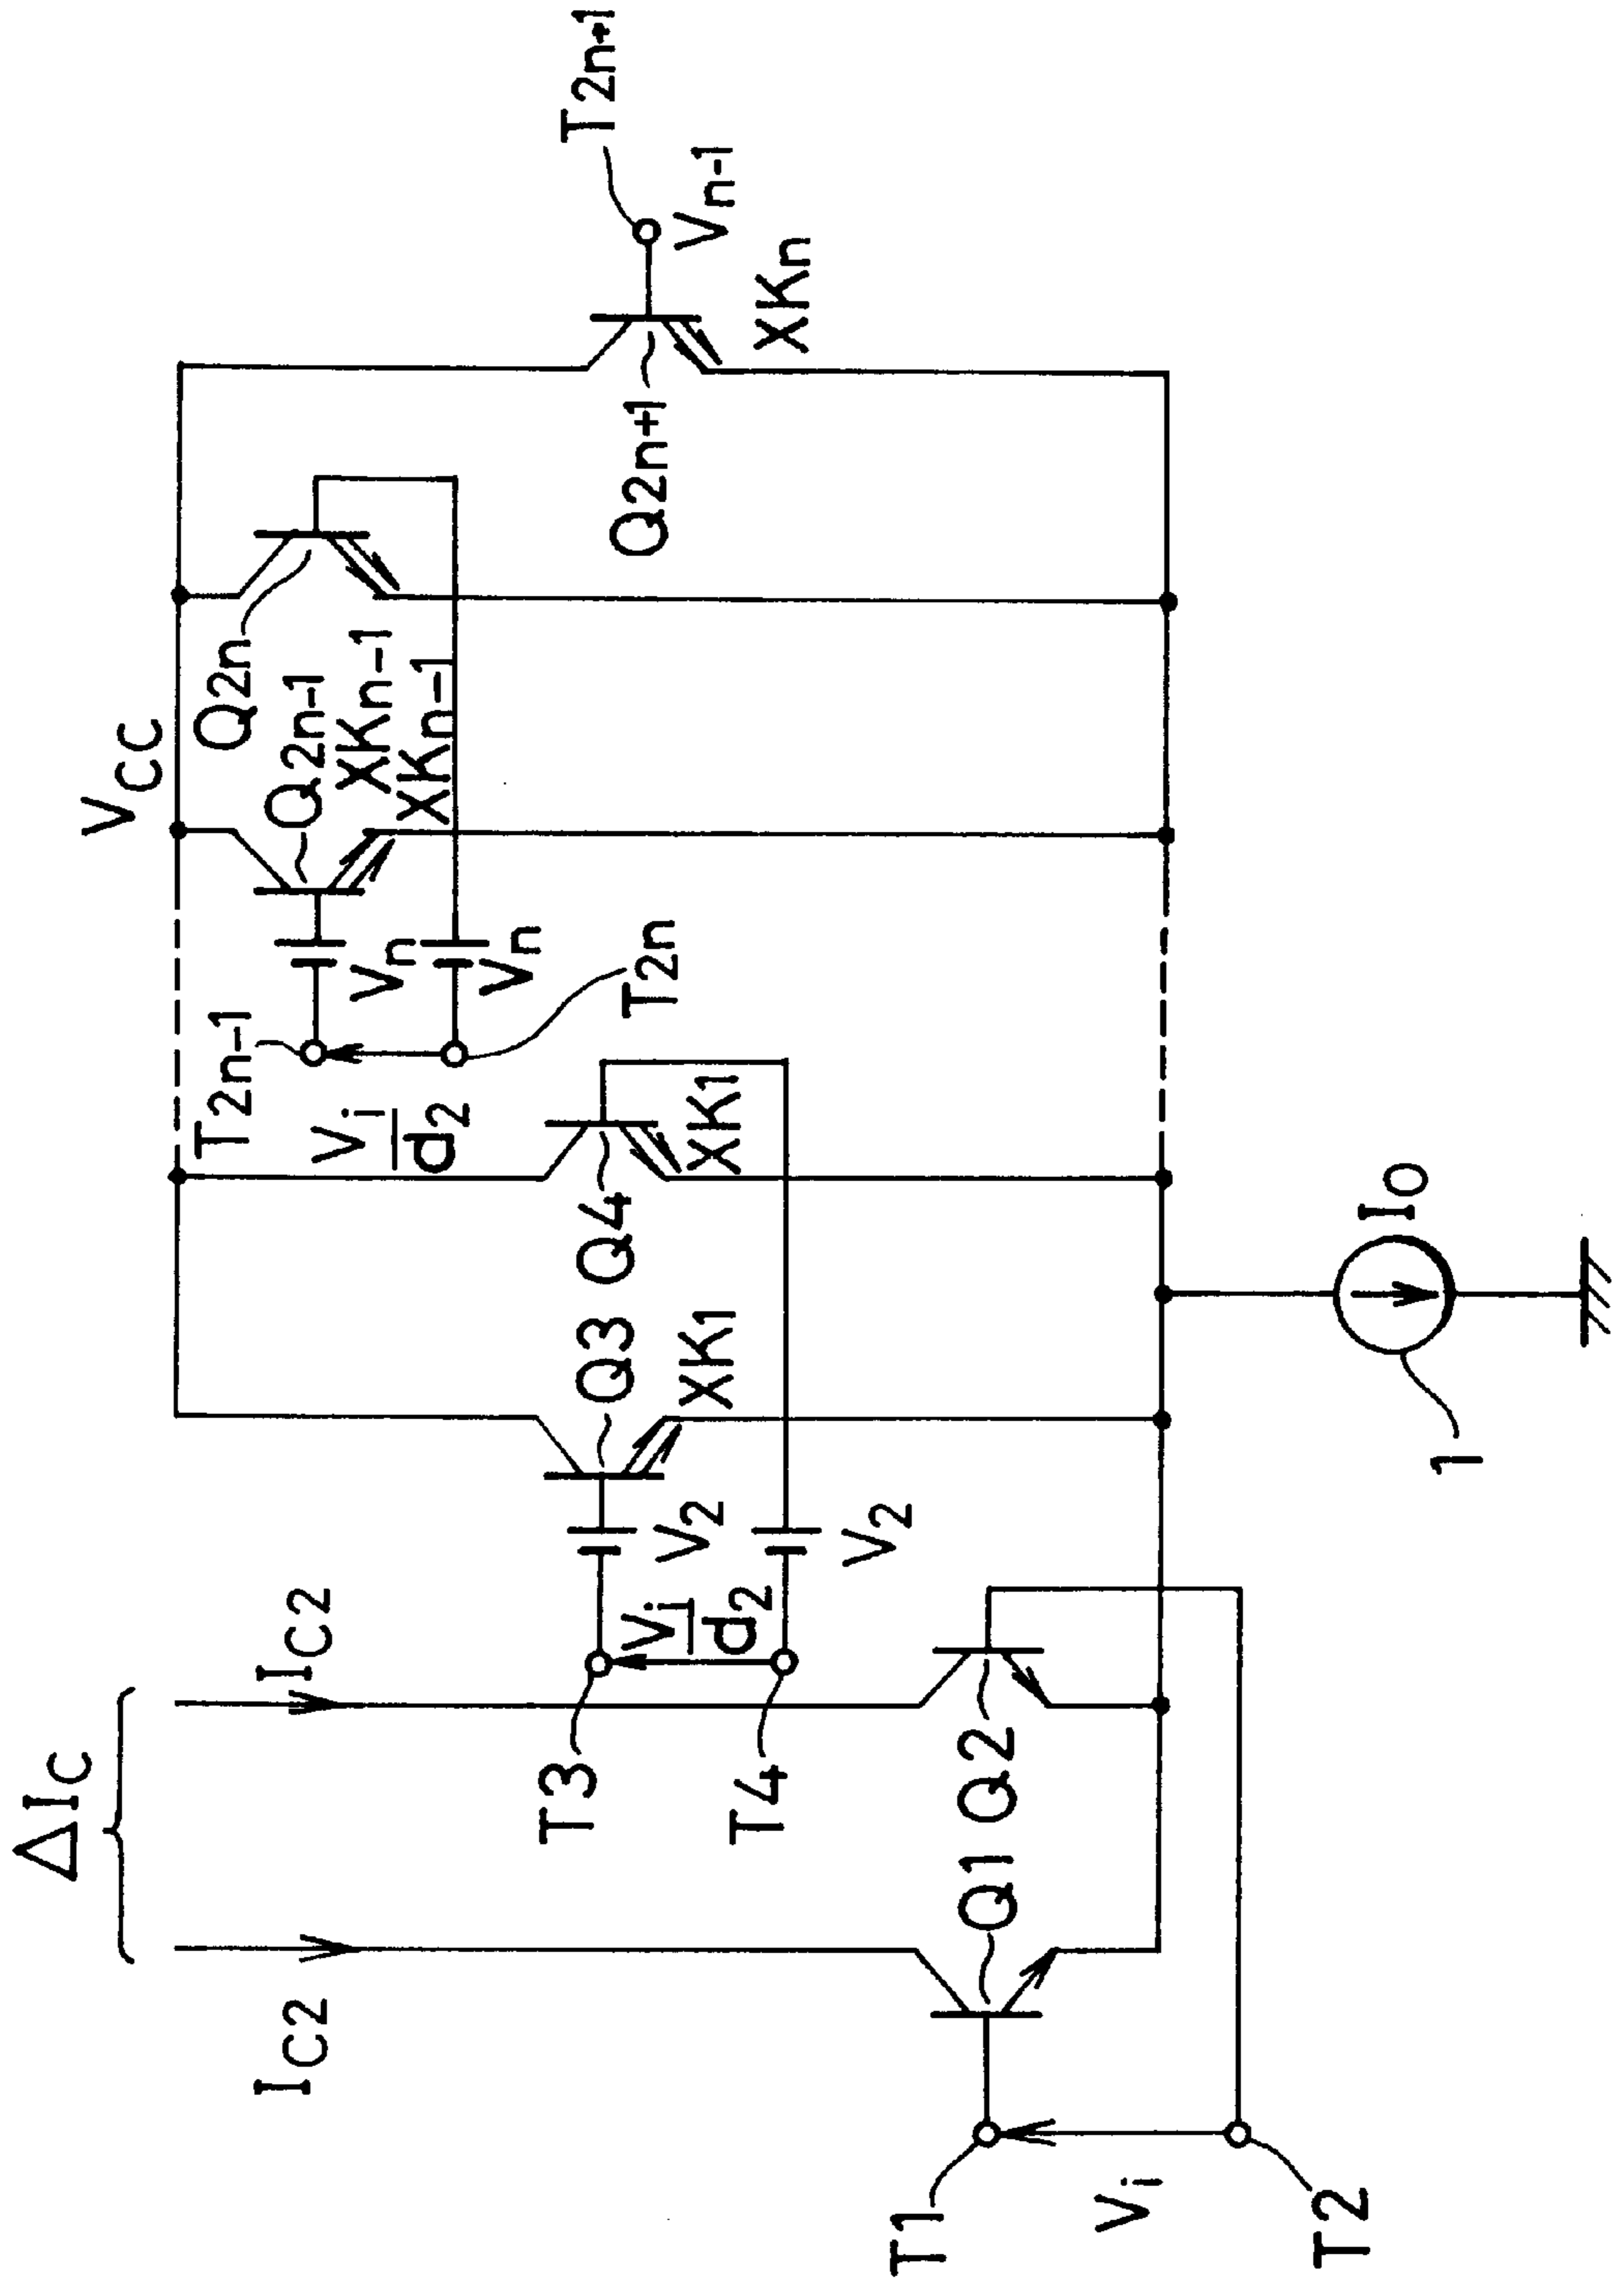 ΔIC
IC2
IC2
VCC
T3
T4
Vi/d2
V2
V2
Q3
Q4
XK1
XK1
T2n-1
Vi/d2
T2n
Vn
Vn
Q2n-1
Q2n
XKn-1
XKn-1
Q2n+1
T2n+1
Vn-1
XKn
T1
Vi
T2
Q1
Q2
1
IO